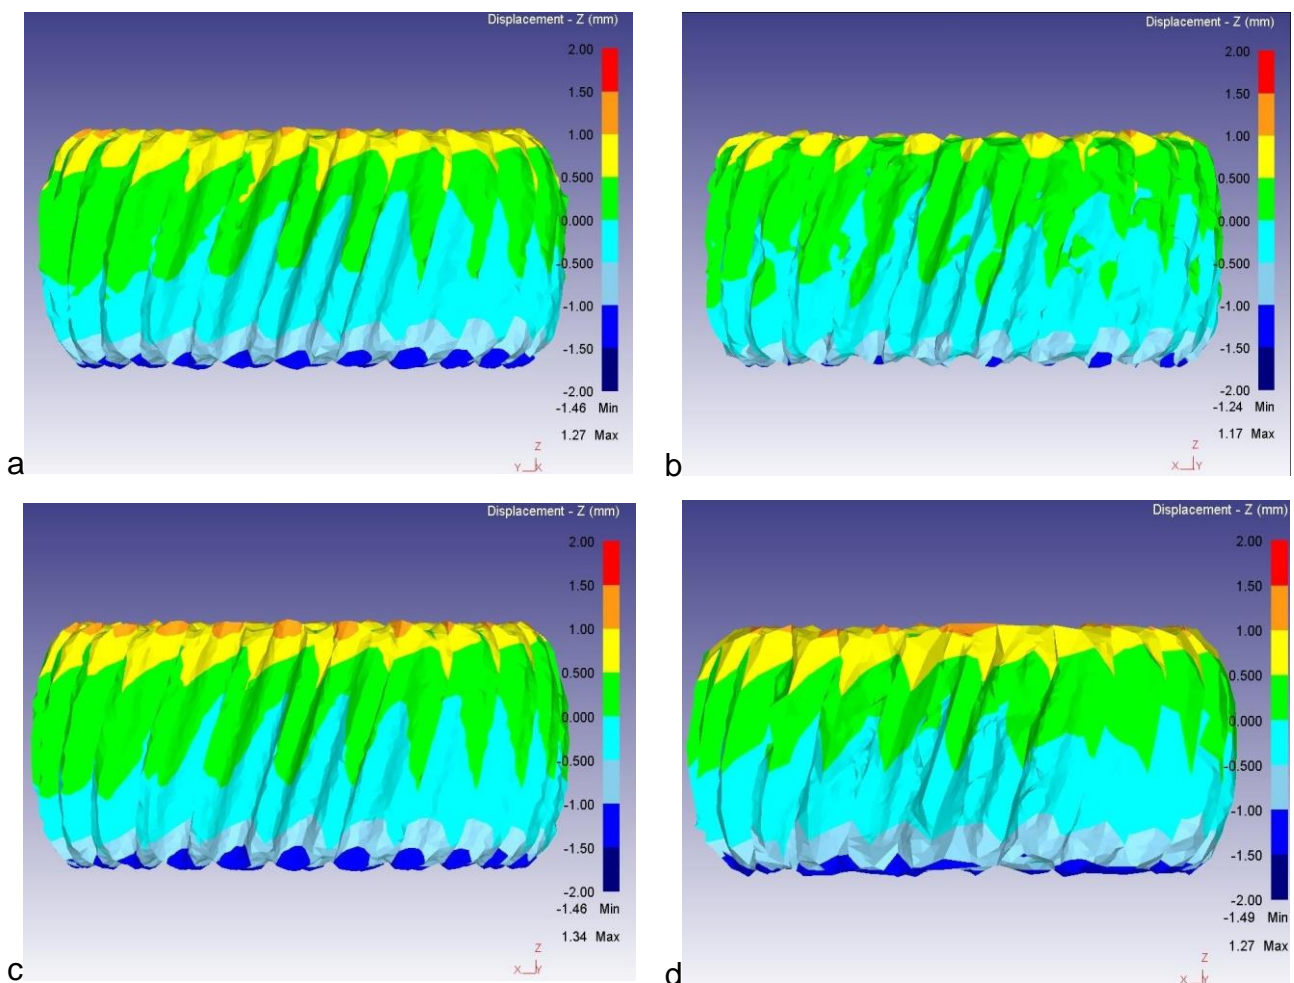 Displacement - Z (mm)
2.00
1.50
1.00
0.500
0.000
-0.500
-1.00
-1.50
-2.00
-1.46 Min
1.27 Max
Z
Y X
a
Displacement - Z (mm)
2.00
1.50
1.00
0.500
0.000
-0.500
-1.00
-1.50
-2.00
-1.24 Min
1.17 Max
Z
X Y
b
Displacement - Z (mm)
2.00
1.50
1.00
0.500
0.000
-0.500
-1.00
-1.50
-2.00
-1.46 Min
1.34 Max
Z
X Y
c
Displacement - Z (mm)
2.00
1.50
1.00
0.500
0.000
-0.500
-1.00
-1.50
-2.00
-1.49 Min
1.27 Max
Z
X Y
d